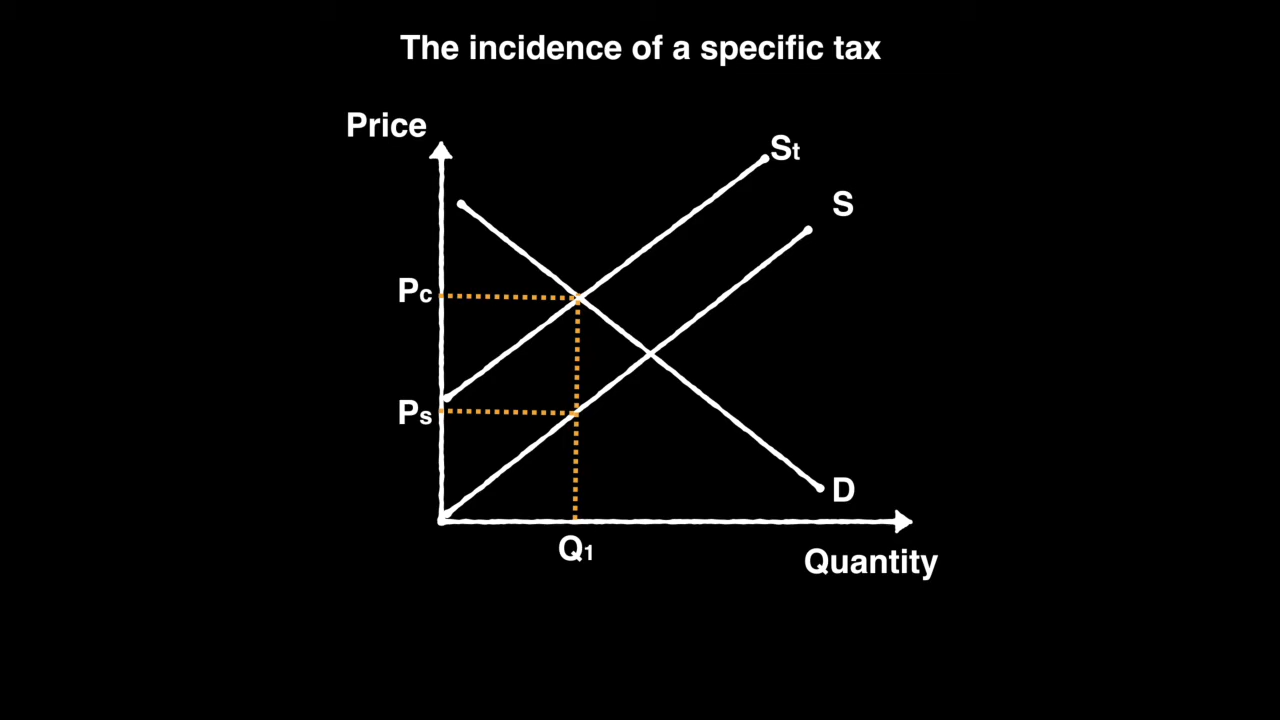 The incidence of a specific tax
Price
St
S
Pc
Ps
D
Q1
Quantity